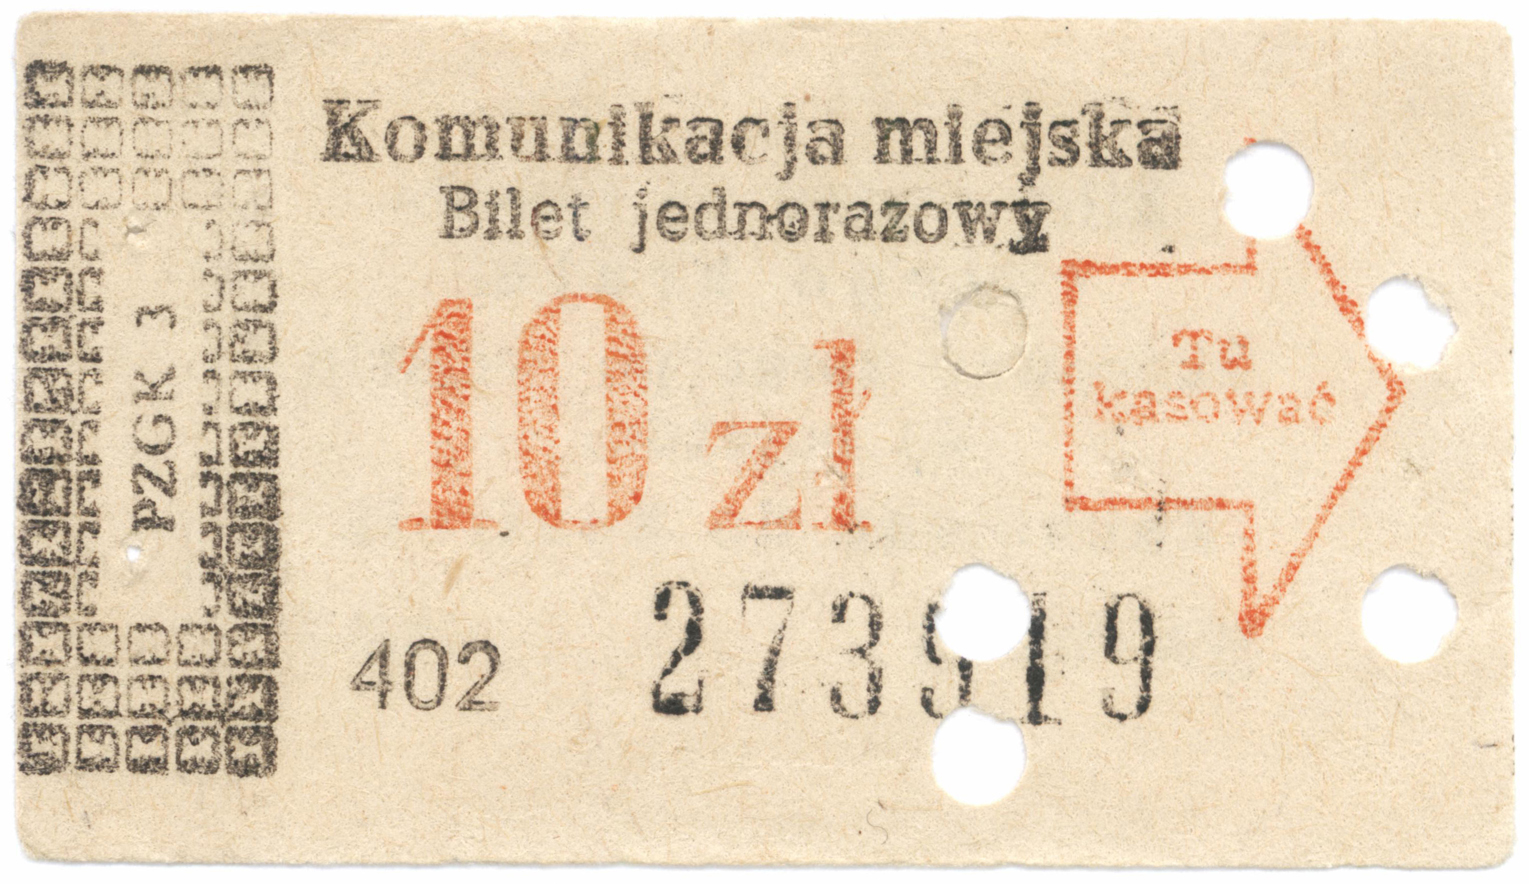 Komunikacja miejska
Bilet jednorazowy
10 zł
Tu
kasować
PZGK 3
402
273919